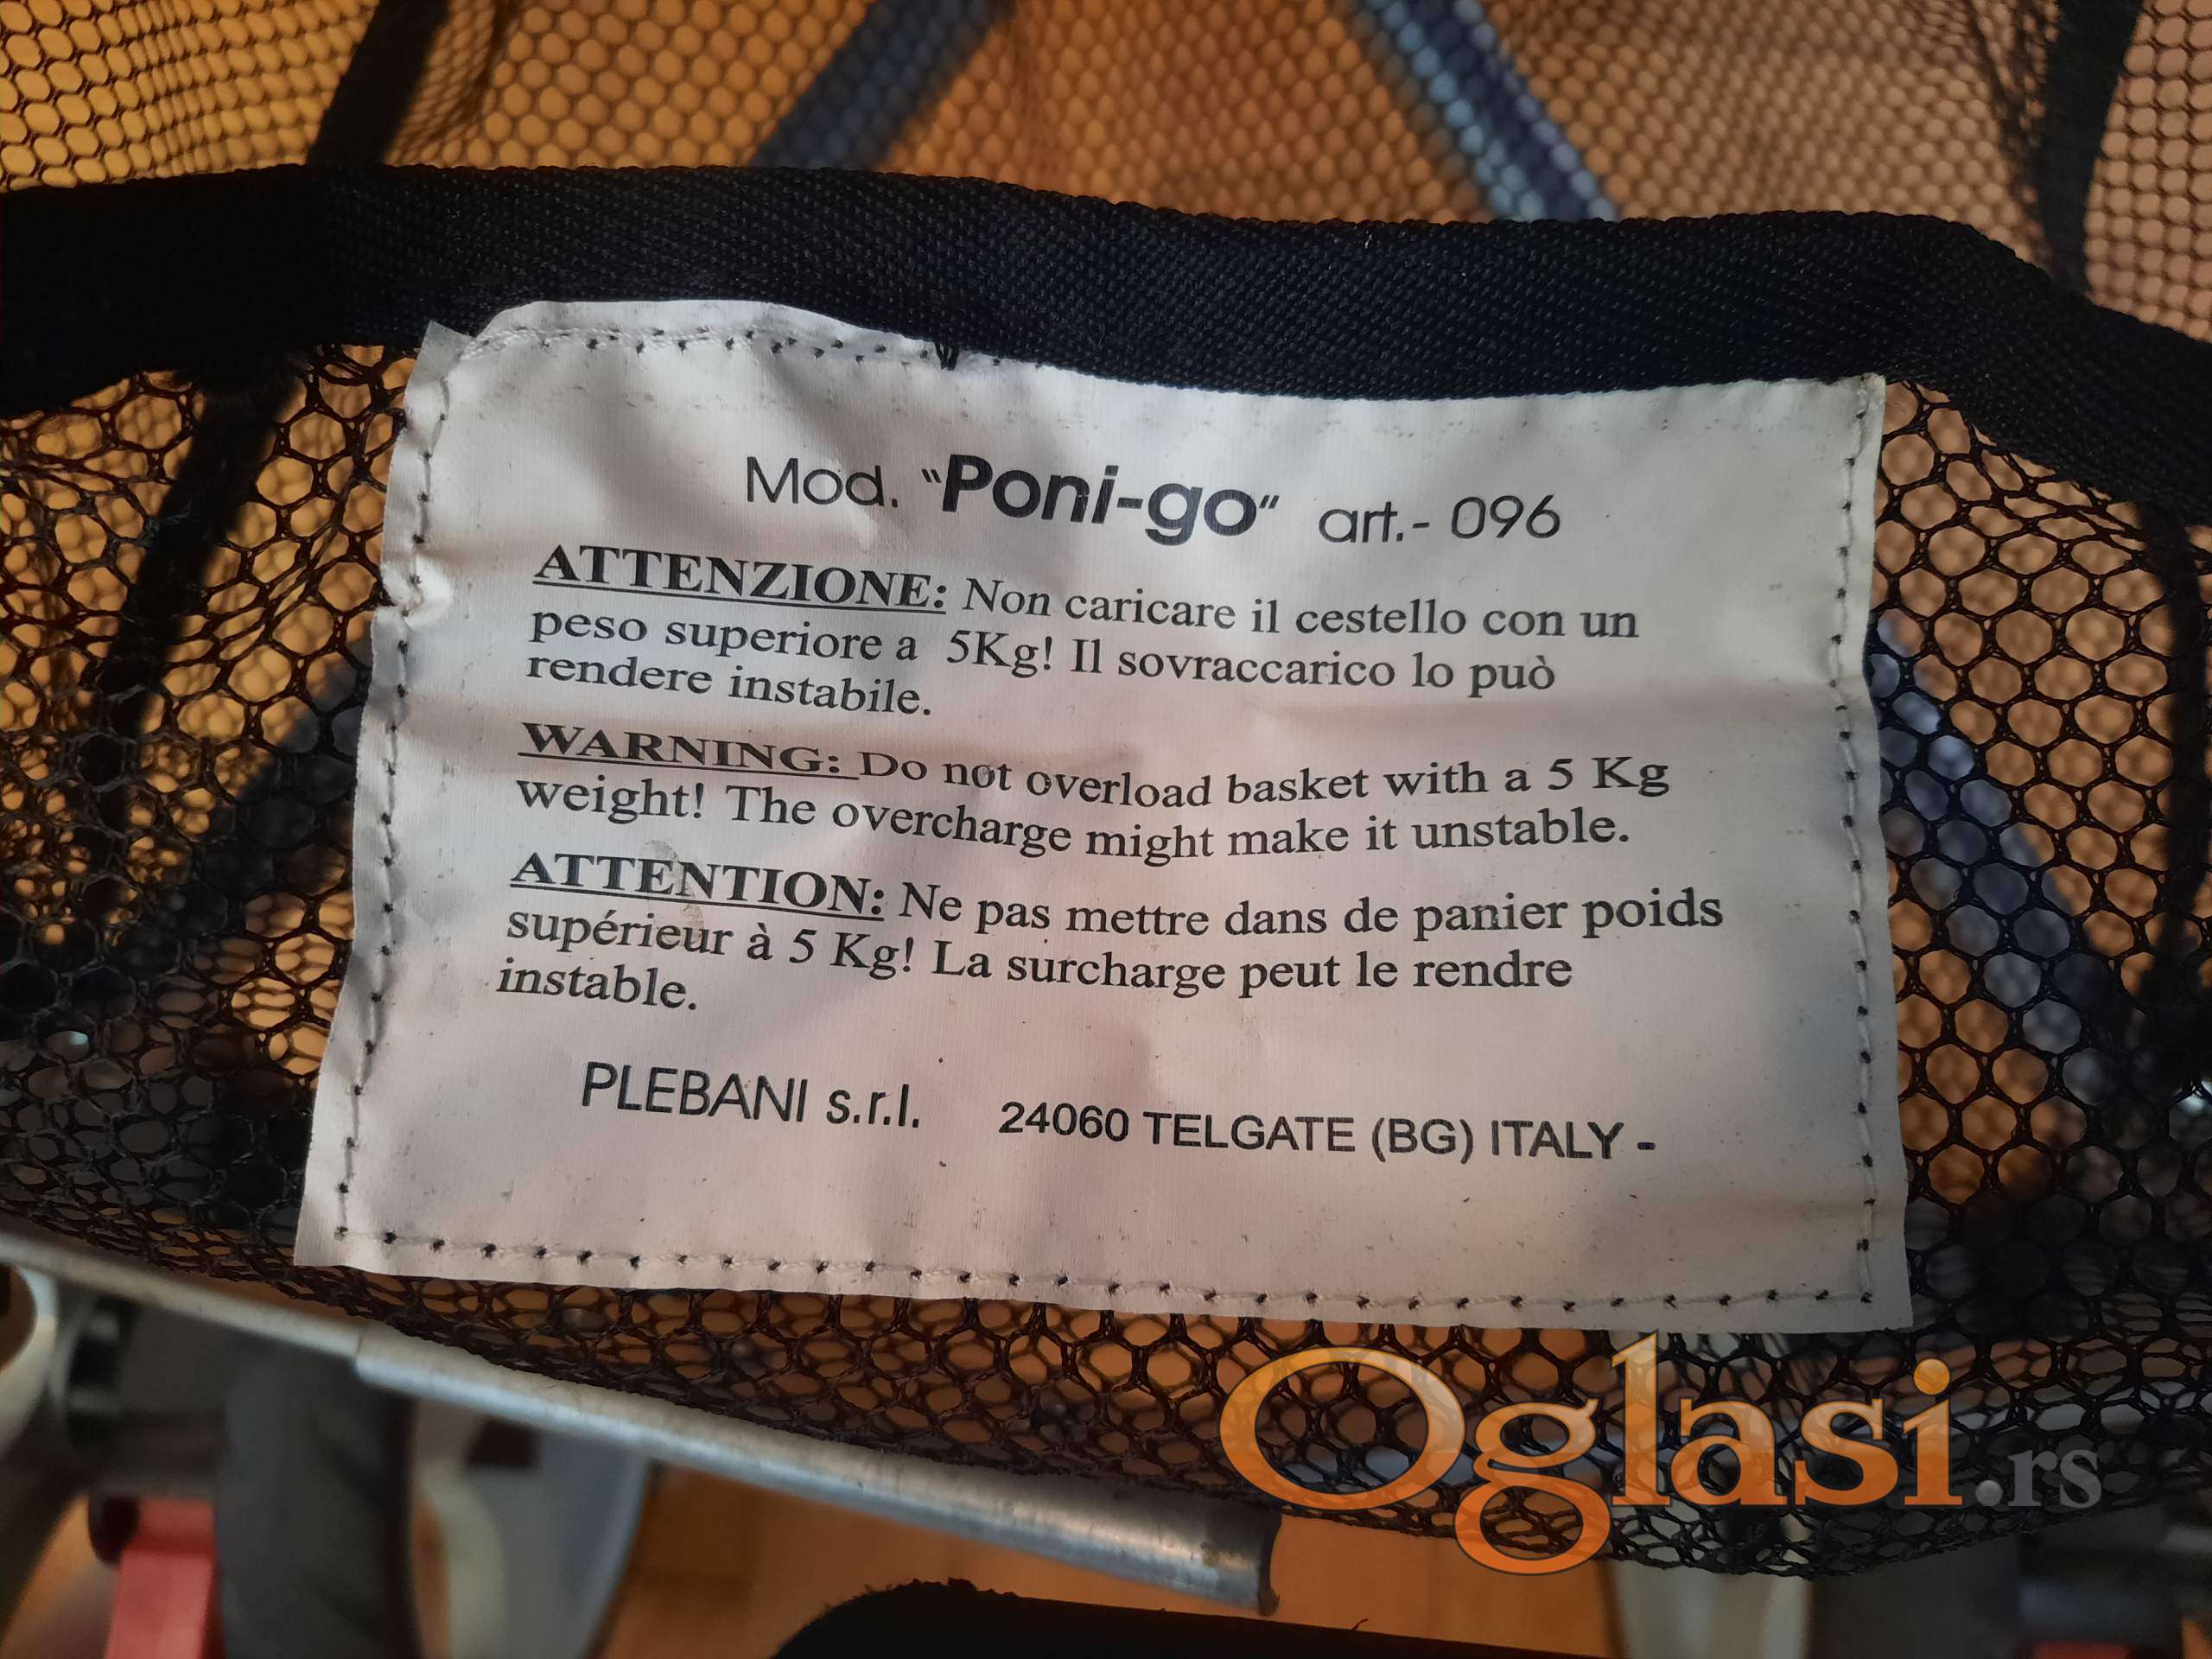 Mod. "Poni-go" art.- 096
ATTENZIONE: Non caricare il cestello con un
peso superiore a 5Kg! Il sovraccarico lo può
rendere instabile.
WARNING: Do not overload basket with a 5 Kg
weight! The overcharge might make it unstable.
ATTENTION: Ne pas mettre dans de panier poids
supérieur à 5 Kg! La surcharge peut le rendre
instable.
PLEBANI s.r.l. 24060 TELGATE (BG) ITALY -
Oglasi.rs